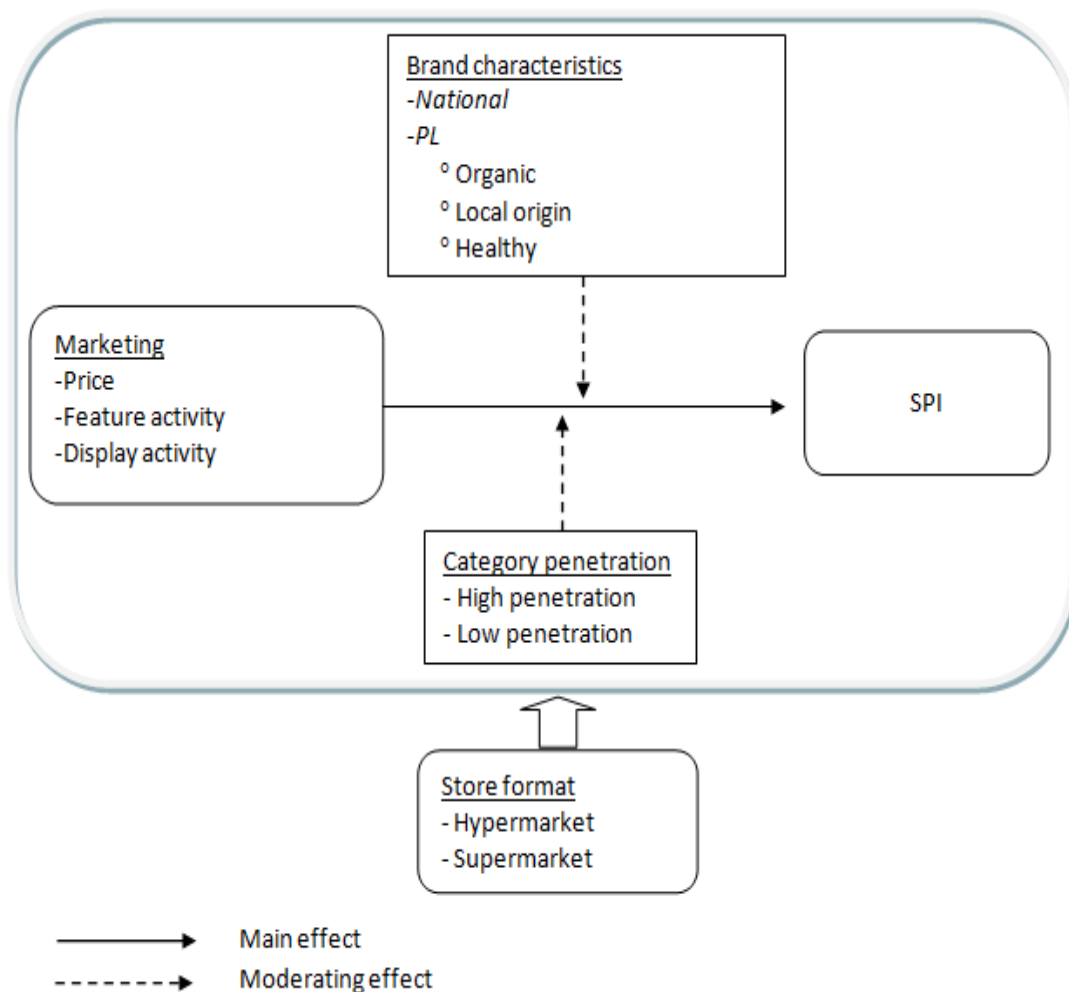 Brand characteristics
-National
-PL
° Organic
° Local origin
° Healthy
Marketing
-Price
-Feature activity
-Display activity
SPI
Category penetration
- High penetration
- Low penetration
Store format
- Hypermarket
- Supermarket
Main effect
Moderating effect